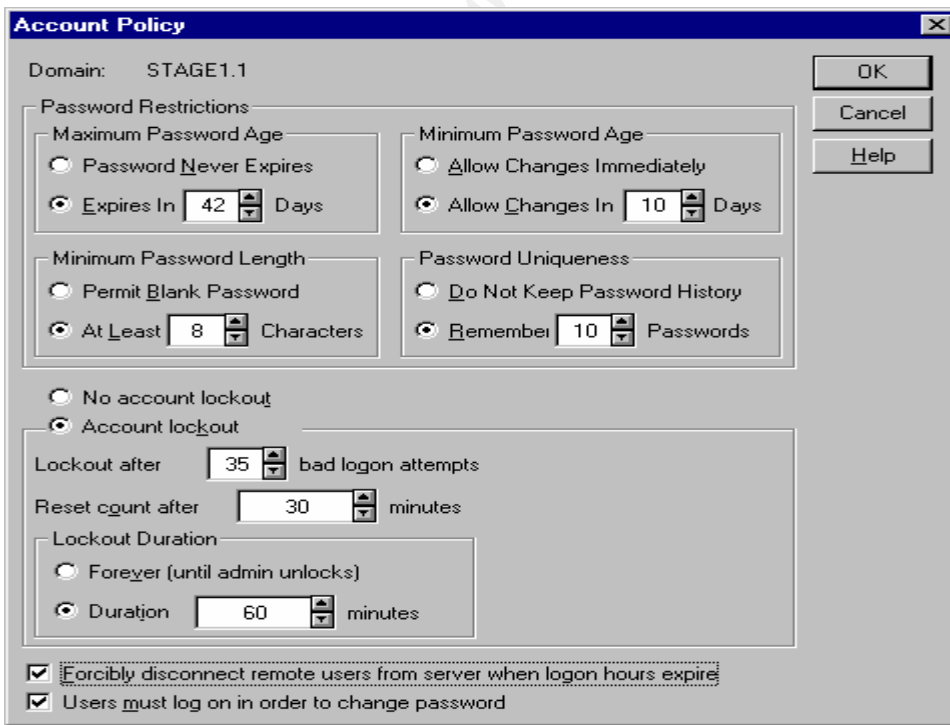 Account Policy
Domain: STAGE1.1
OK
Cancel
Help
Password Restrictions
Maximum Password Age
Password Never Expires
Expires In 42 Days
Minimum Password Age
Allow Changes Immediately
Allow Changes In 10 Days
Minimum Password Length
Permit Blank Password
At Least 8 Characters
Password Uniqueness
Do Not Keep Password History
Remember 10 Passwords
No account lockout
Account lockout
Lockout after 35 bad logon attempts
Reset count after 30 minutes
Lockout Duration
Forever (until admin unlocks)
Duration 60 minutes
Forcibly disconnect remote users from server when logon hours expire
Users must log on in order to change password